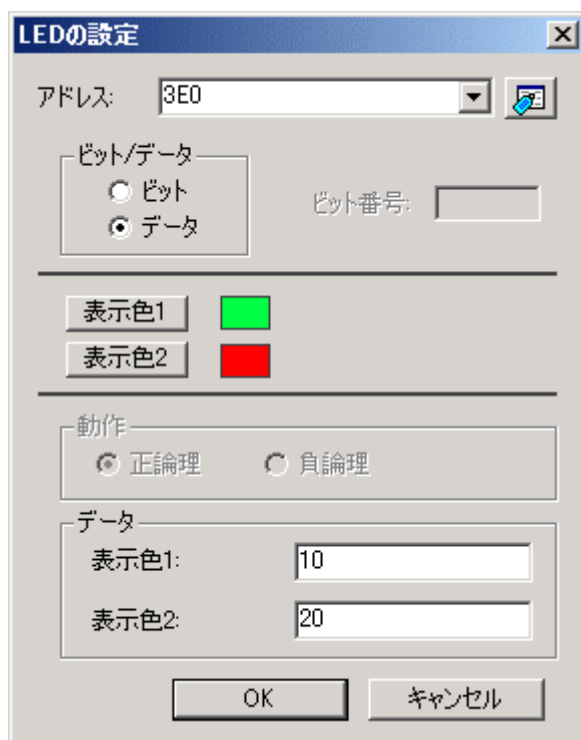 LEDの設定
アドレス: 3E0
ビット/データ
ビット
データ
ビット番号:
表示色1
表示色2
動作
正論理 負論理
データ
表示色1: 10
表示色2: 20
OK キャンセル